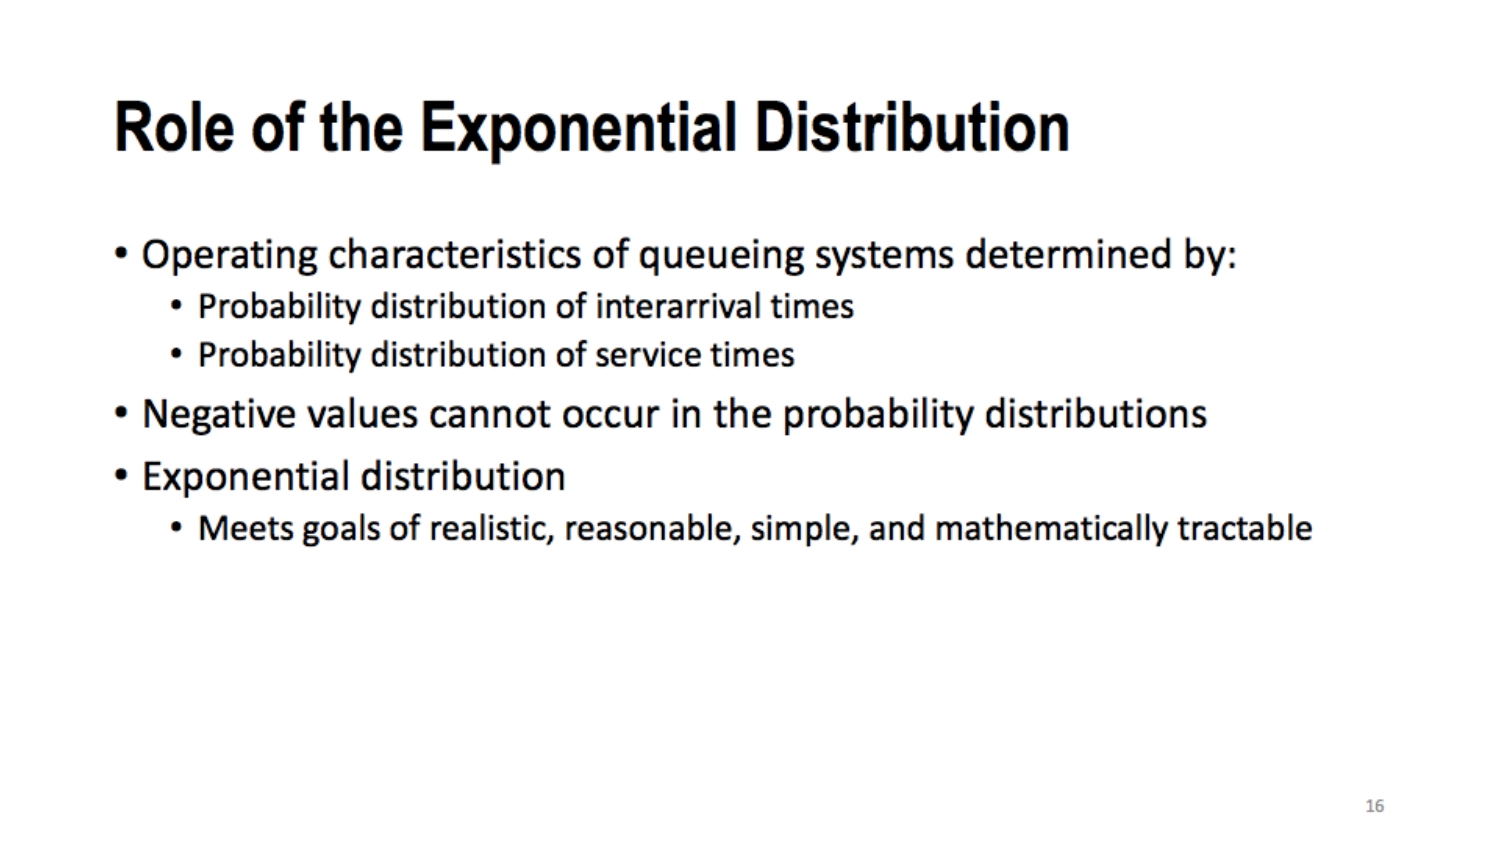 Role of the Exponential Distribution
• Operating characteristics of queueing systems determined by:
• Probability distribution of interarrival times
• Probability distribution of service times
• Negative values cannot occur in the probability distributions
• Exponential distribution
• Meets goals of realistic, reasonable, simple, and mathematically tractable
16